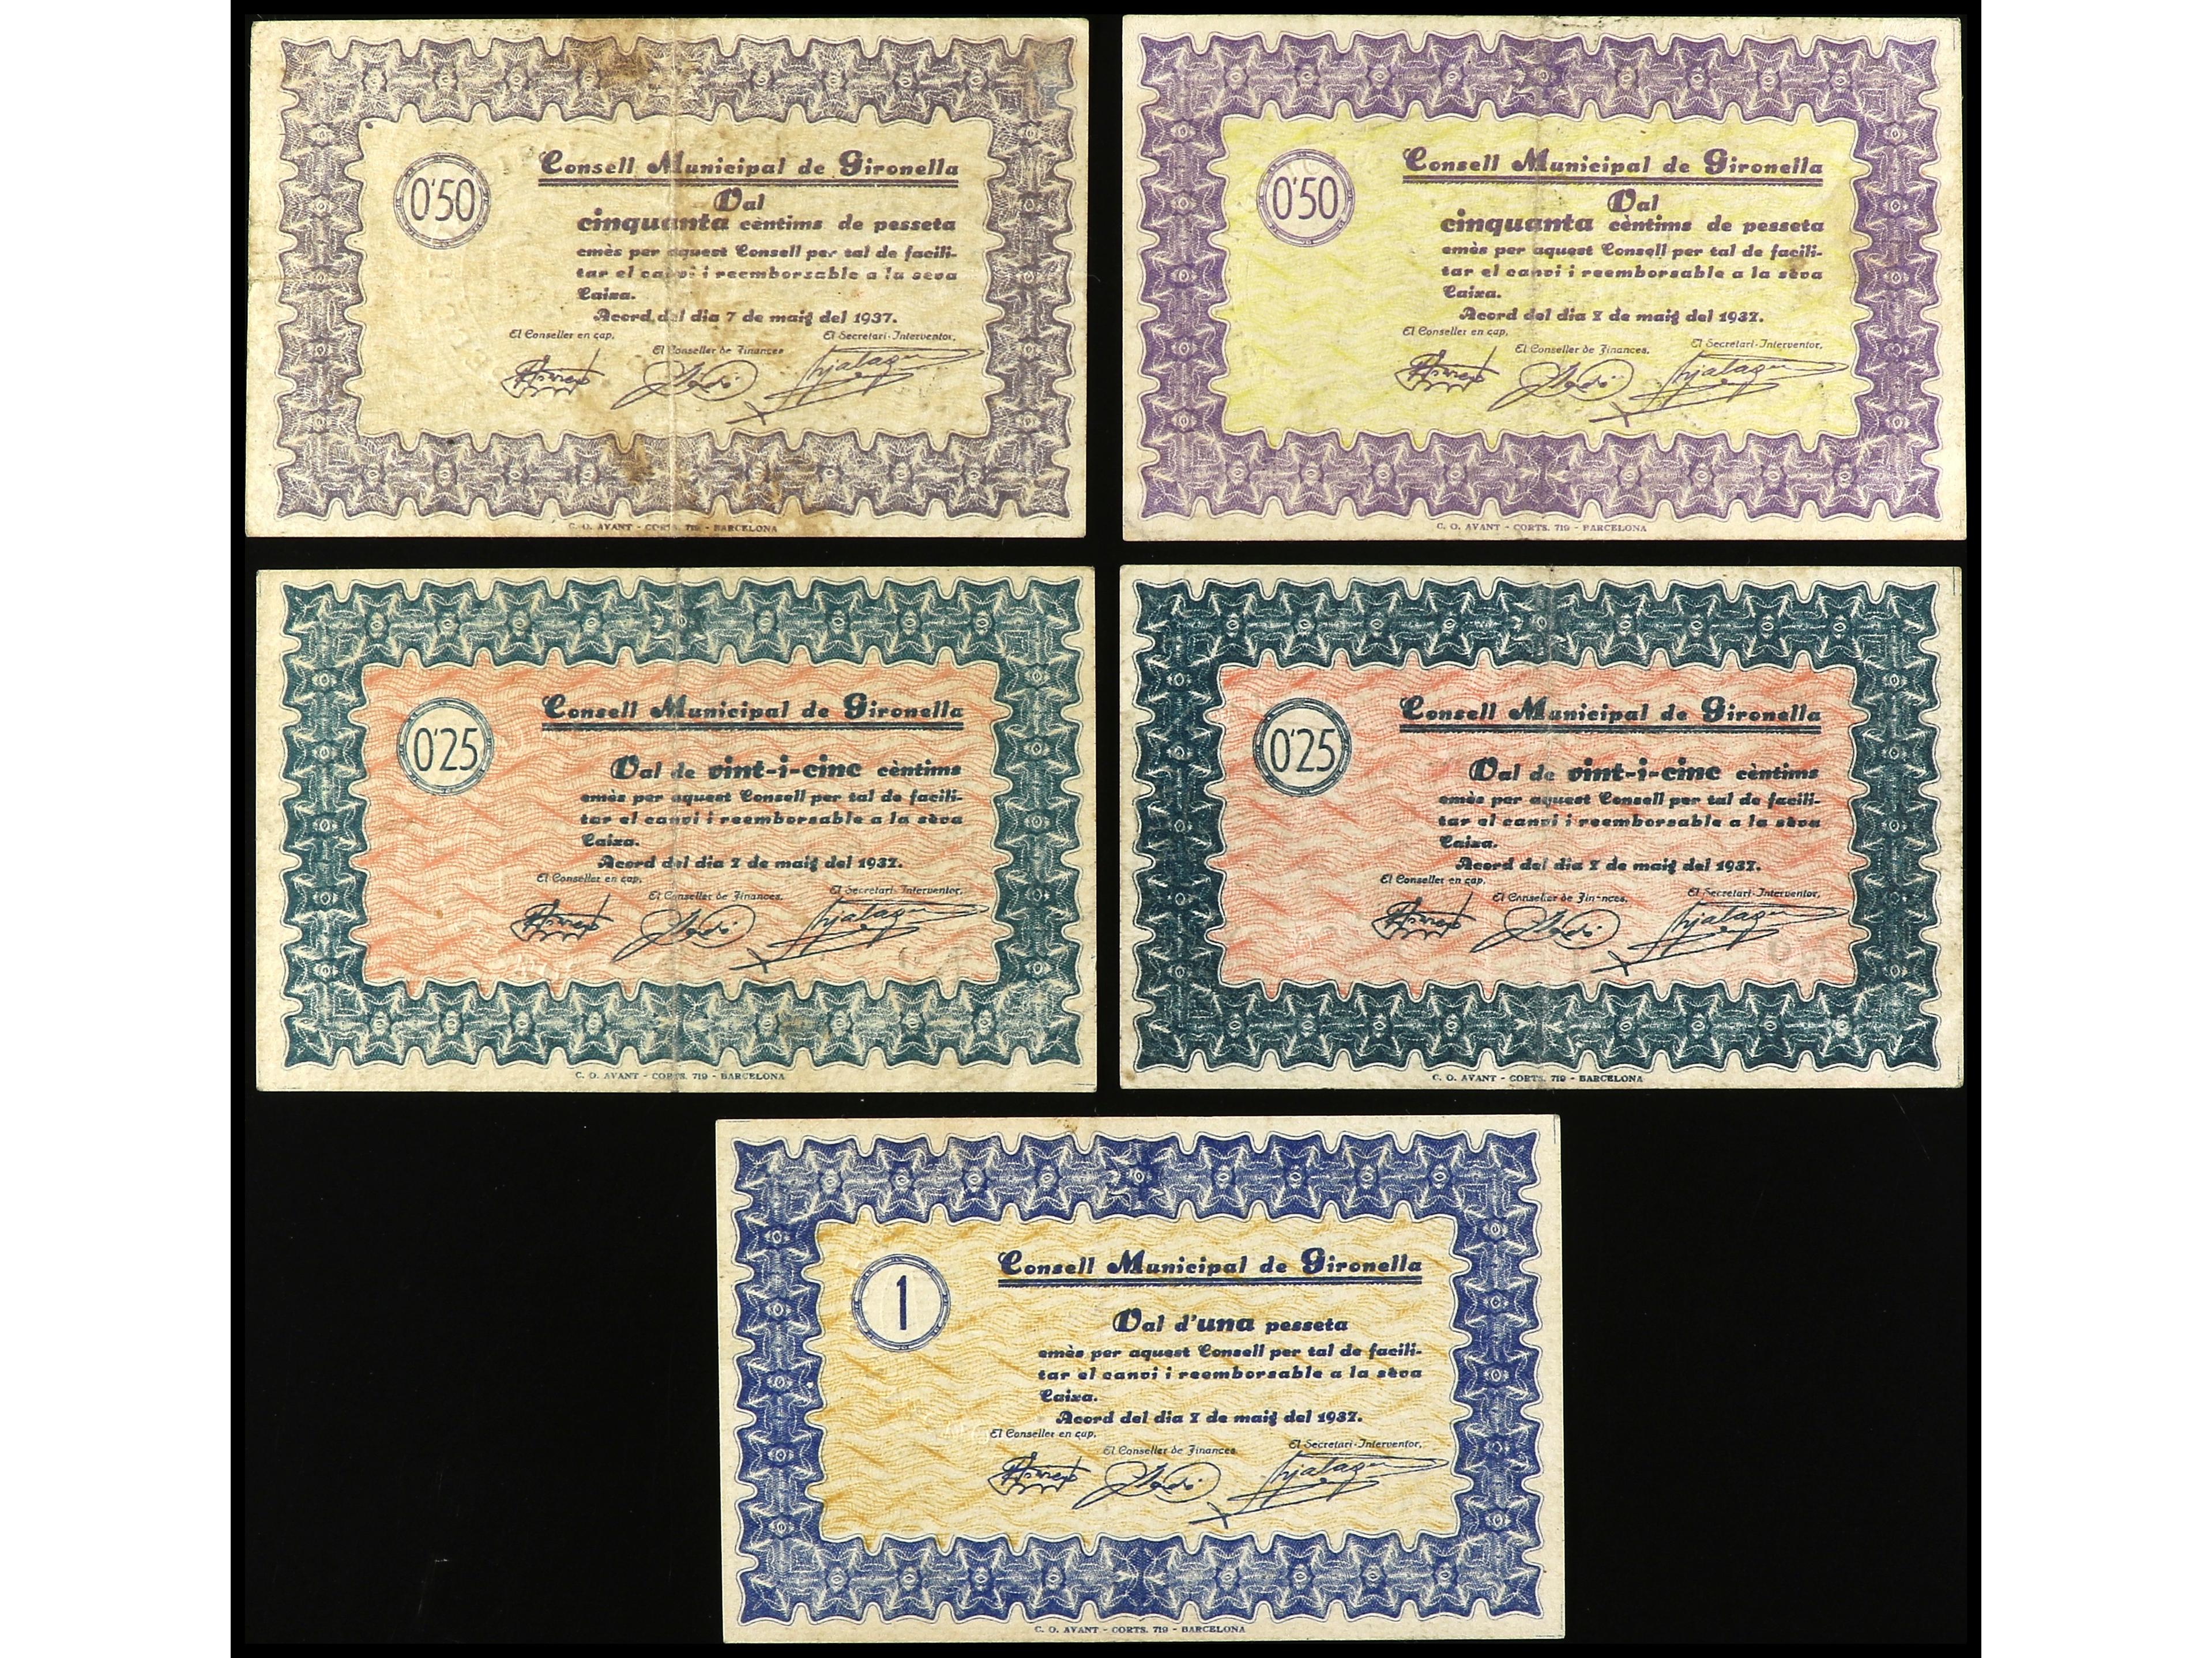 Consell Municipal de Gironella
0'50
Val
cinquanta cèntims de pesseta
emès per aquest Consell per tal de facili-
tar el canvi i reemborsable a la seva
Caixa.
Acord del dia 7 de maig del 1937.
El Conseller en cap,
El Conseller de Finances
El Secretari-Interventor,
C. O. AVANT - CORTS, 719 - BARCELONA
Consell Municipal de Gironella
0'50
Val
cinquanta cèntims de pesseta
emès per aquest Consell per tal de facili-
tar el canvi i reemborsable a la sèva
Caixa.
Acord del dia 7 de maig del 1937.
El Conseller en cap,
El Conseller de Finances,
El Secretari-Interventor,
C. O. AVANT - CORTS, 719 - BARCELONA
Consell Municipal de Gironella
0'25
Val de vint-i-cinc cèntims
emès per aquest Consell per tal de facili-
tar el canvi i reemborsable a la sèva
Caixa.
Acord del dia 7 de maig del 1937.
El Conseller en cap,
El Conseller de Finances,
El Secretari-Interventor,
C. O. AVANT - CORTS, 719 - BARCELONA
Consell Municipal de Gironella
0'25
Val de vint-i-cinc cèntims
emès per aquest Consell per tal de facili-
tar el canvi i reemborsable a la sèva
Caixa.
Acord del dia 7 de maig del 1937.
El Conseller en cap,
El Conseller de Finances,
El Secretari-Interventor,
C. O. AVANT - CORTS, 719 - BARCELONA
Consell Municipal de Gironella
1
Val d'una pesseta
emès per aquest Consell per tal de facili-
tar el canvi i reemborsable a la sèva
Caixa.
Acord del dia 7 de maig del 1937.
El Conseller en cap,
El Conseller de Finances
El Secretari-Interventor,
C. O. AVANT - CORTS, 719 - BARCELONA